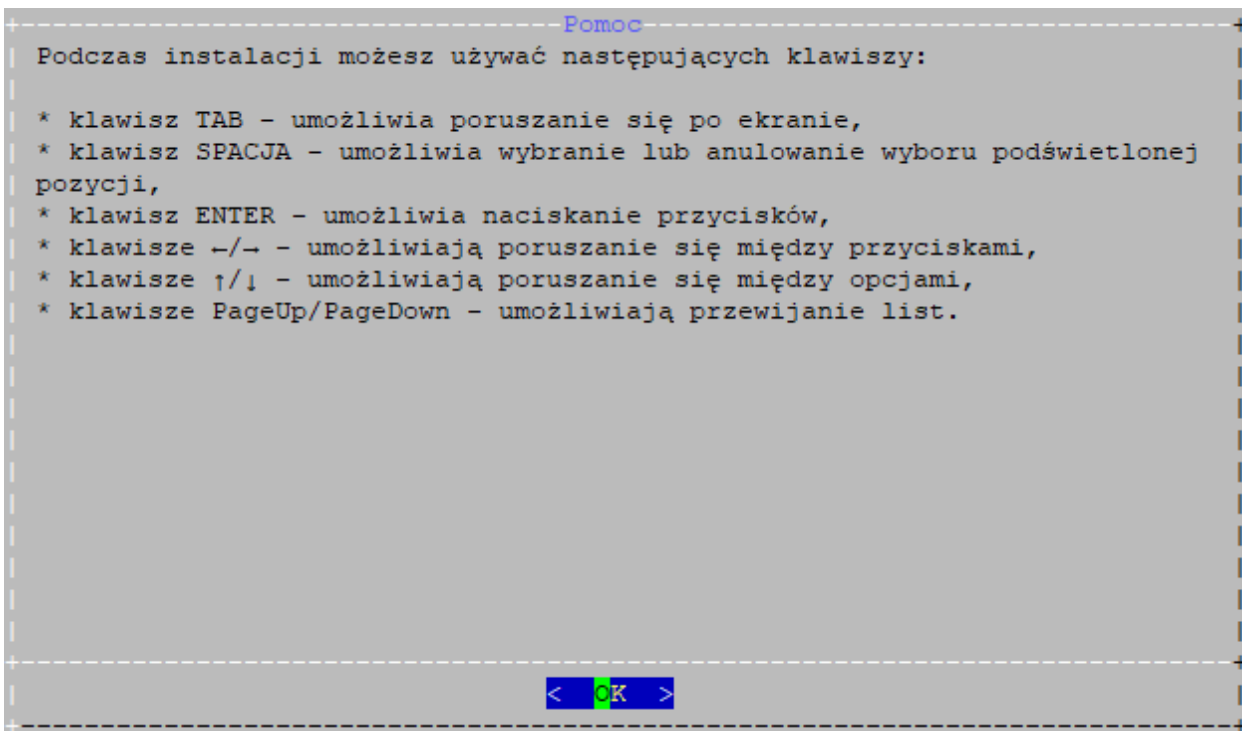 Pomoc
Podczas instalacji możesz używać następujących klawiszy:
* klawisz TAB – umożliwia poruszanie się po ekranie,
* klawisz SPACJA – umożliwia wybranie lub anulowanie wyboru podświetlonej
pozycji,
* klawisz ENTER – umożliwia naciskanie przycisków,
* klawisze ←/→ – umożliwiają poruszanie się między przyciskami,
* klawisze ↑/↓ – umożliwiają poruszanie się między opcjami,
* klawisze PageUp/PageDown – umożliwiają przewijanie list.
< OK >